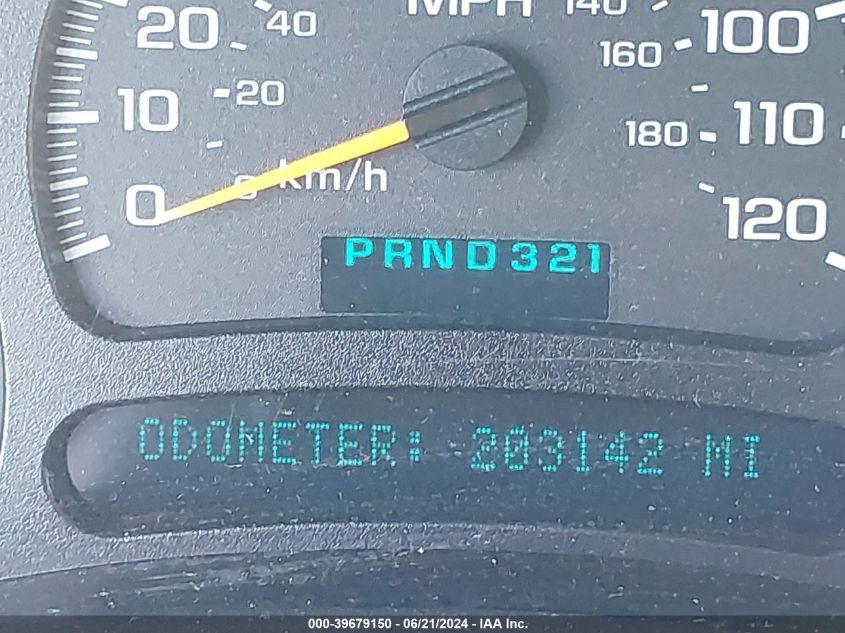 MPH 140
20 40 160 100
10 20 180 110
0 0 km/h 120
PRND321
ODOMETER: 203142 MI
000-39679150 - 06/21/2024 - IAA Inc.